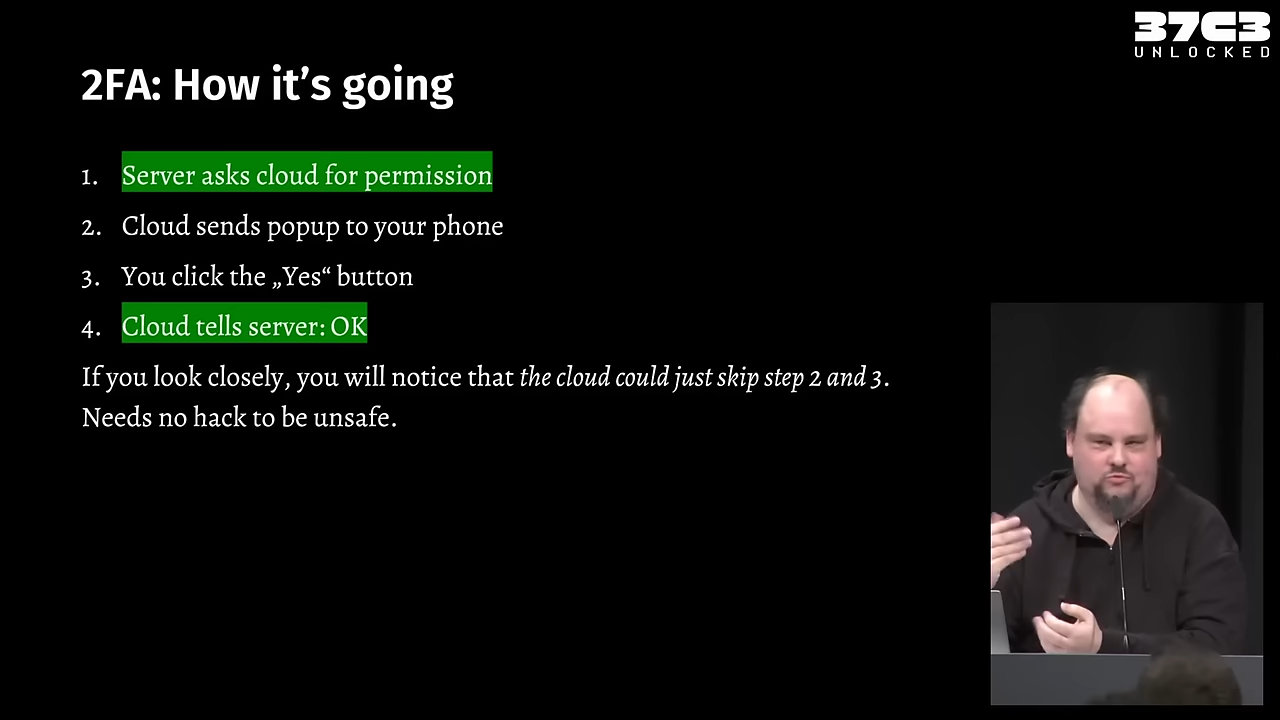 37C3
UNLOCKED
2FA: How it’s going
1. Server asks cloud for permission
2. Cloud sends popup to your phone
3. You click the „Yes“ button
4. Cloud tells server: OK
If you look closely, you will notice that the cloud could just skip step 2 and 3.
Needs no hack to be unsafe.